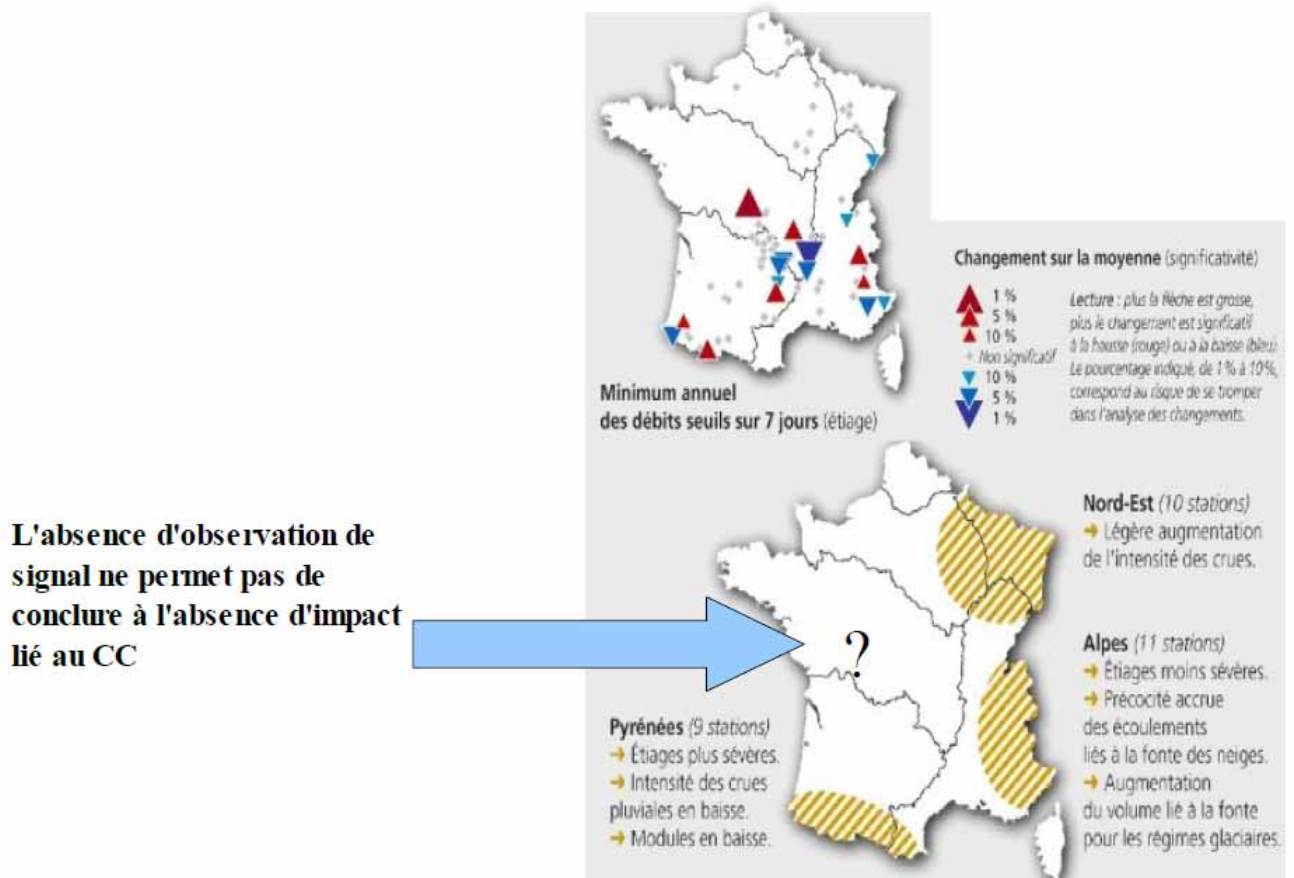 Minimum annuel
des débits seuils sur 7 jours (étiage)
Changement sur la moyenne (significativité)
1 %
5 %
10 %
Non significatif
10 %
5 %
1 %
Lecture : plus la flèche est grosse,
plus le changement est significatif
à la hausse (rouge) ou à la baisse (bleu).
Le pourcentage indiqué, de 1% à 10%,
correspond au risque de se tromper
dans l'analyse des changements.
L'absence d'observation de
signal ne permet pas de
conclure à l'absence d'impact
lié au CC
?
Nord-Est (10 stations)
➔ Légère augmentation
de l'intensité des crues.
Alpes (11 stations)
➔ Étiages moins sévères.
➔ Précocité accrue
des écoulements
liés à la fonte des neiges.
➔ Augmentation
du volume lié à la fonte
pour les régimes glaciaires.
Pyrénées (9 stations)
➔ Étiages plus sévères.
➔ Intensité des crues
pluviales en baisse.
➔ Modules en baisse.